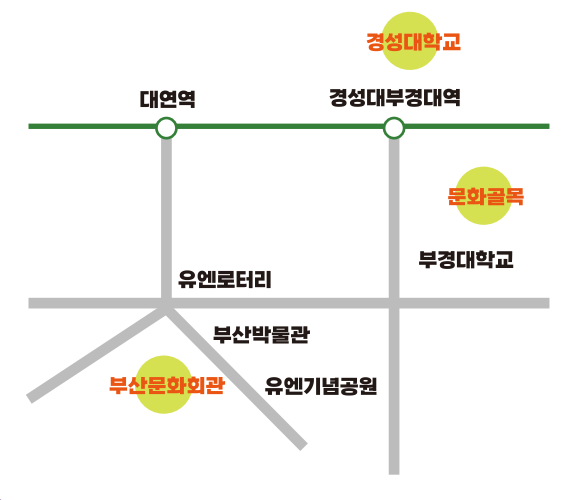 경성대학교
대연역
경성대부경대역
문화골목
부경대학교
유엔로터리
부산박물관
부산문화회관
유엔기념공원